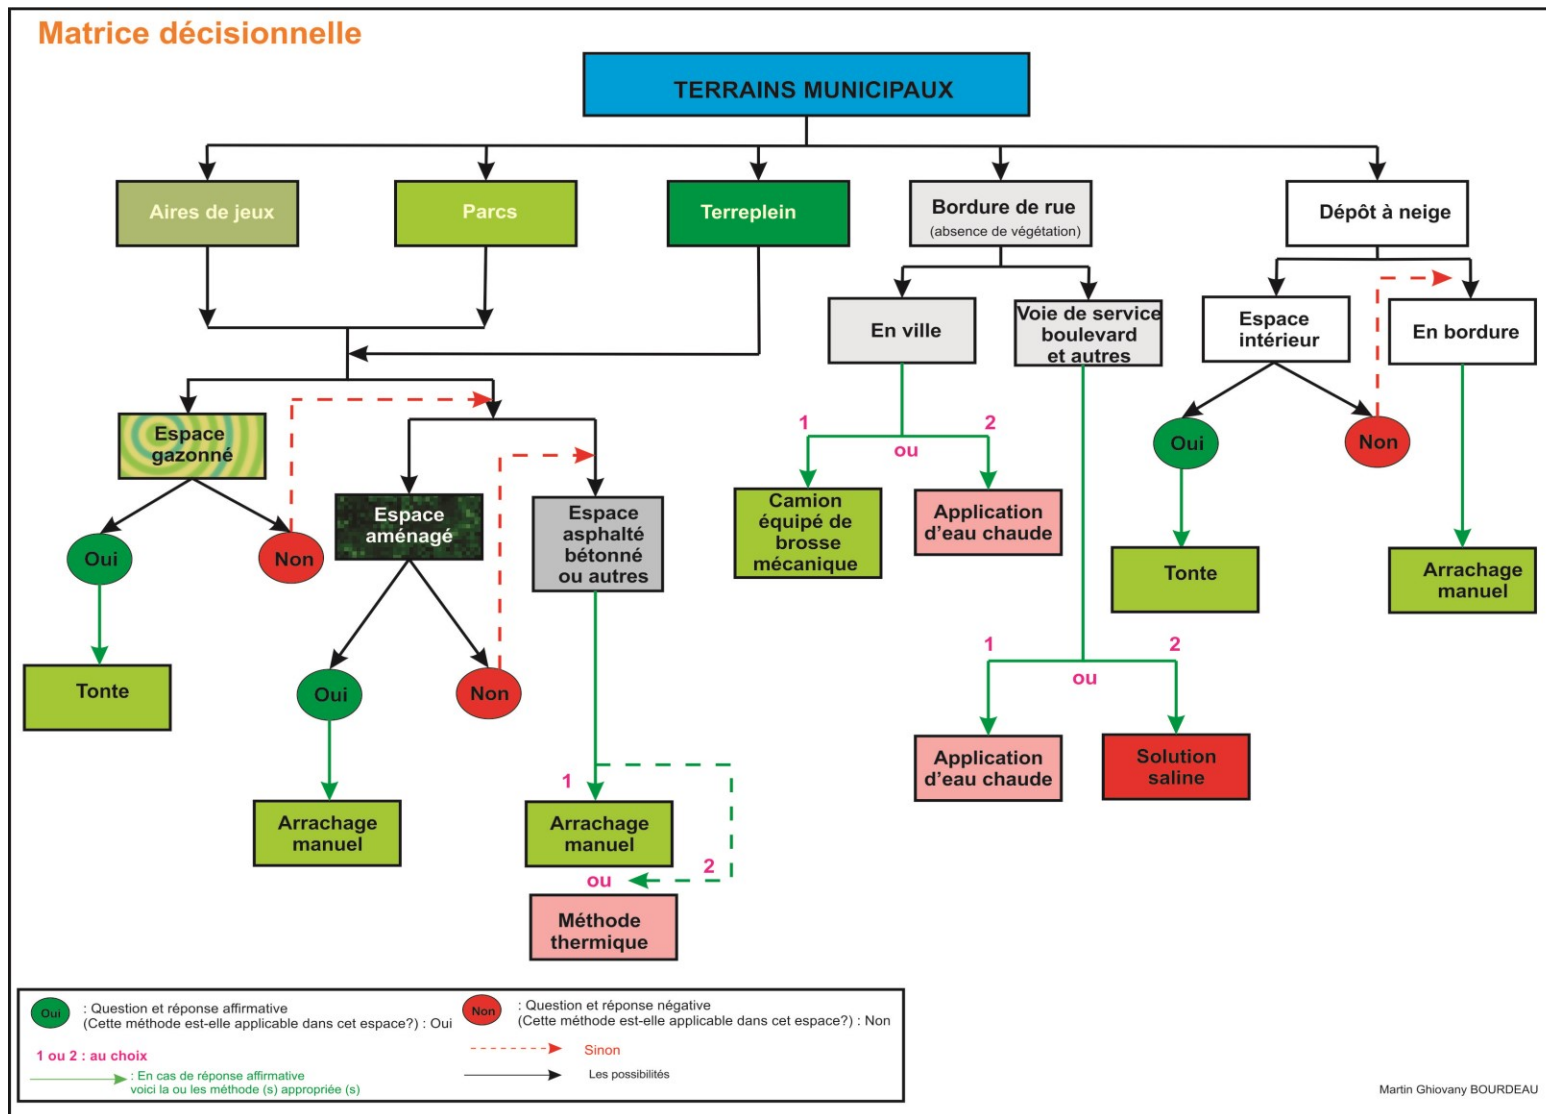 Matrice décisionnelle
TERRAINS MUNICIPAUX
Aires de jeux
Parcs
Terreplein
Bordure de rue
(absence de végétation)
Dépôt à neige
En ville
Voie de service
boulevard
et autres
Espace
intérieur
En bordure
Espace
gazonné
Oui
Non
Espace
aménagé
Espace
asphalté
bétonné
ou autres
1
ou
2
Camion
équipé de
brosse
mécanique
Application
d'eau chaude
Oui
Non
Tonte
Arrachage
manuel
Tonte
Oui
Non
1
ou
2
Application
d'eau chaude
Solution
saline
Arrachage
manuel
1
Arrachage
manuel
ou
2
Méthode
thermique
Oui
: Question et réponse affirmative
(Cette méthode est-elle applicable dans cet espace?) : Oui
Non
: Question et réponse négative
(Cette méthode est-elle applicable dans cet espace?) : Non
1 ou 2 : au choix
Sinon
: En cas de réponse affirmative
voici la ou les méthode (s) appropriée (s)
Les possibilités
Martin Ghiovany BOURDEAU